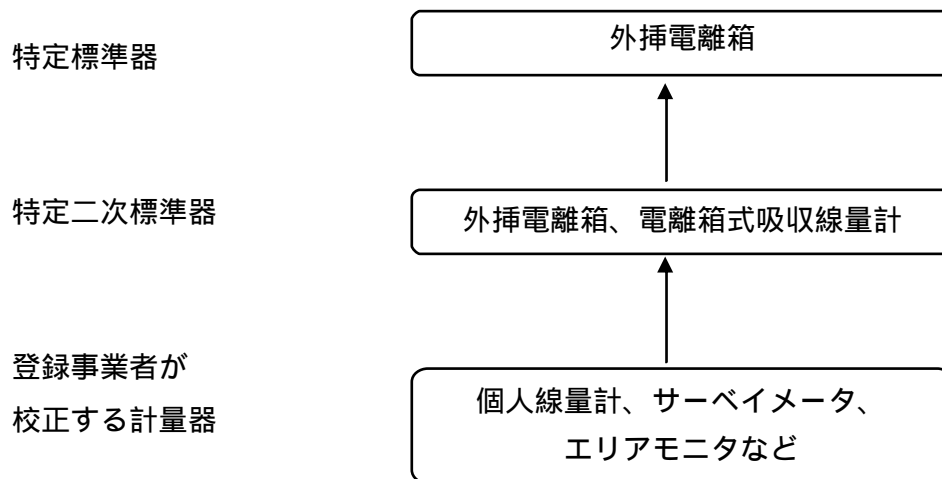 特定標準器
外挿電離箱
特定二次標準器
外挿電離箱、電離箱式吸収線量計
登録事業者が
校正する計量器
個人線量計、サーベイメータ、
エリアモニタなど